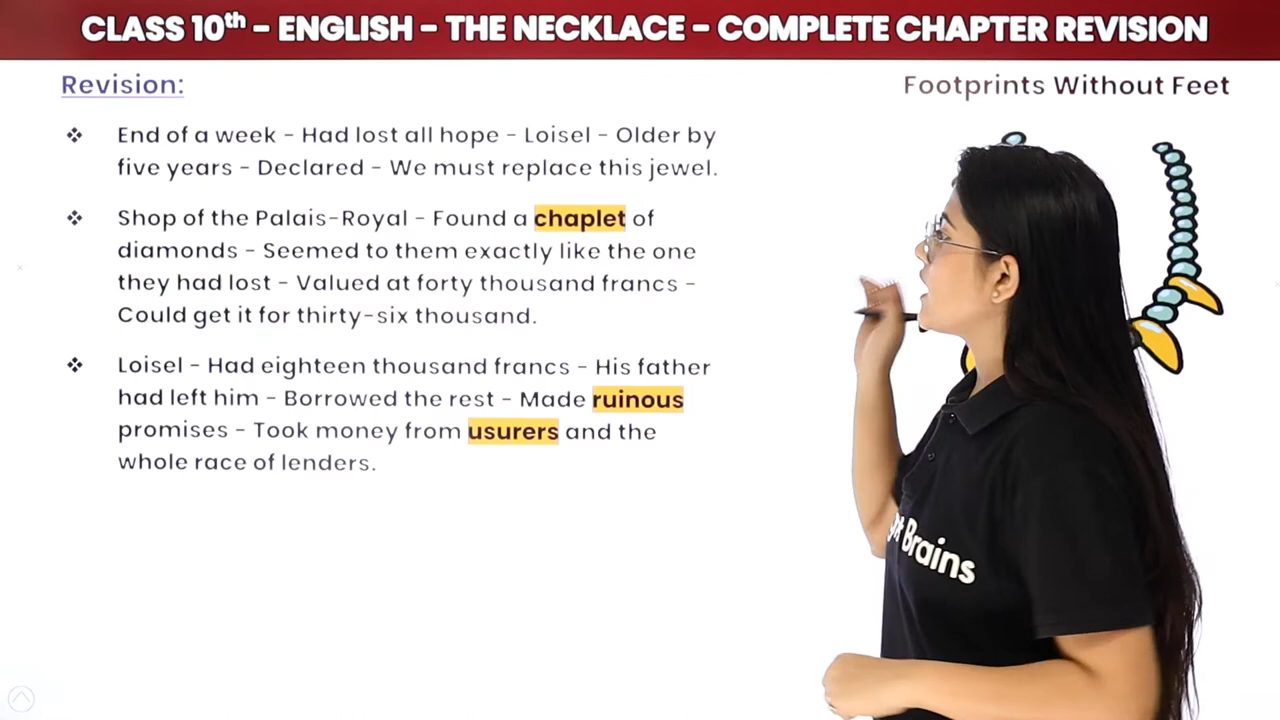 CLASS 10th - ENGLISH - THE NECKLACE - COMPLETE CHAPTER REVISION
Revision:
Footprints Without Feet
❖ End of a week - Had lost all hope - Loisel - Older by
five years - Declared - We must replace this jewel.
❖ Shop of the Palais-Royal - Found a chaplet of
diamonds - Seemed to them exactly like the one
they had lost - Valued at forty thousand francs -
Could get it for thirty-six thousand.
❖ Loisel - Had eighteen thousand francs - His father
had left him - Borrowed the rest - Made ruinous
promises - Took money from usurers and the
whole race of lenders.
Brains